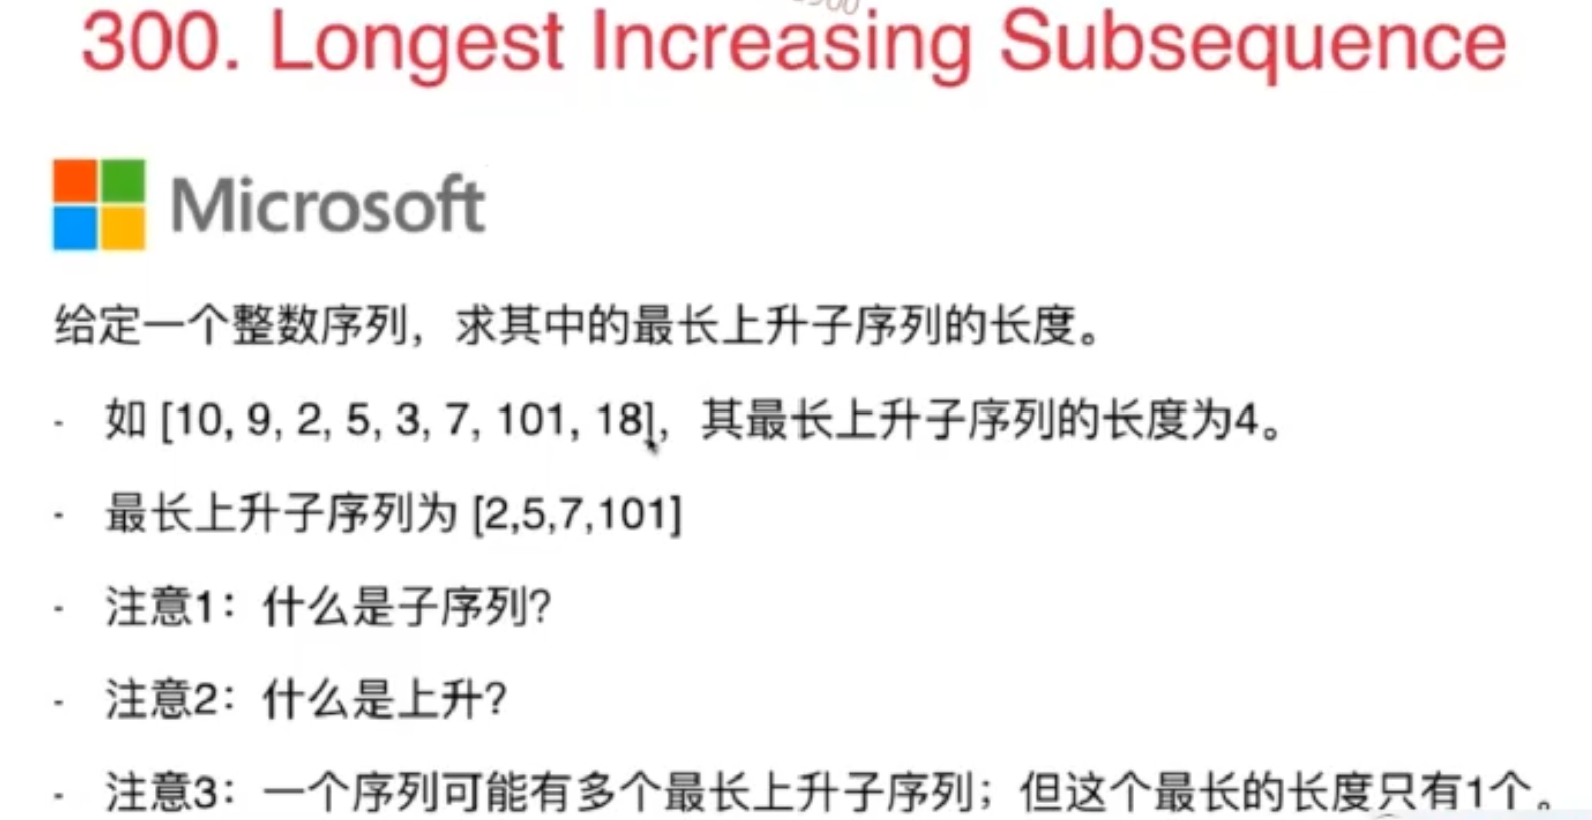 300. Longest Increasing Subsequence
Microsoft
给定一个整数序列，求其中的最长上升子序列的长度。
- 如 [10, 9, 2, 5, 3, 7, 101, 18]，其最长上升子序列的长度为4。
- 最长上升子序列为 [2,5,7,101]
- 注意1：什么是子序列？
- 注意2：什么是上升？
- 注意3：一个序列可能有多个最长上升子序列；但这个最长的长度只有1个。